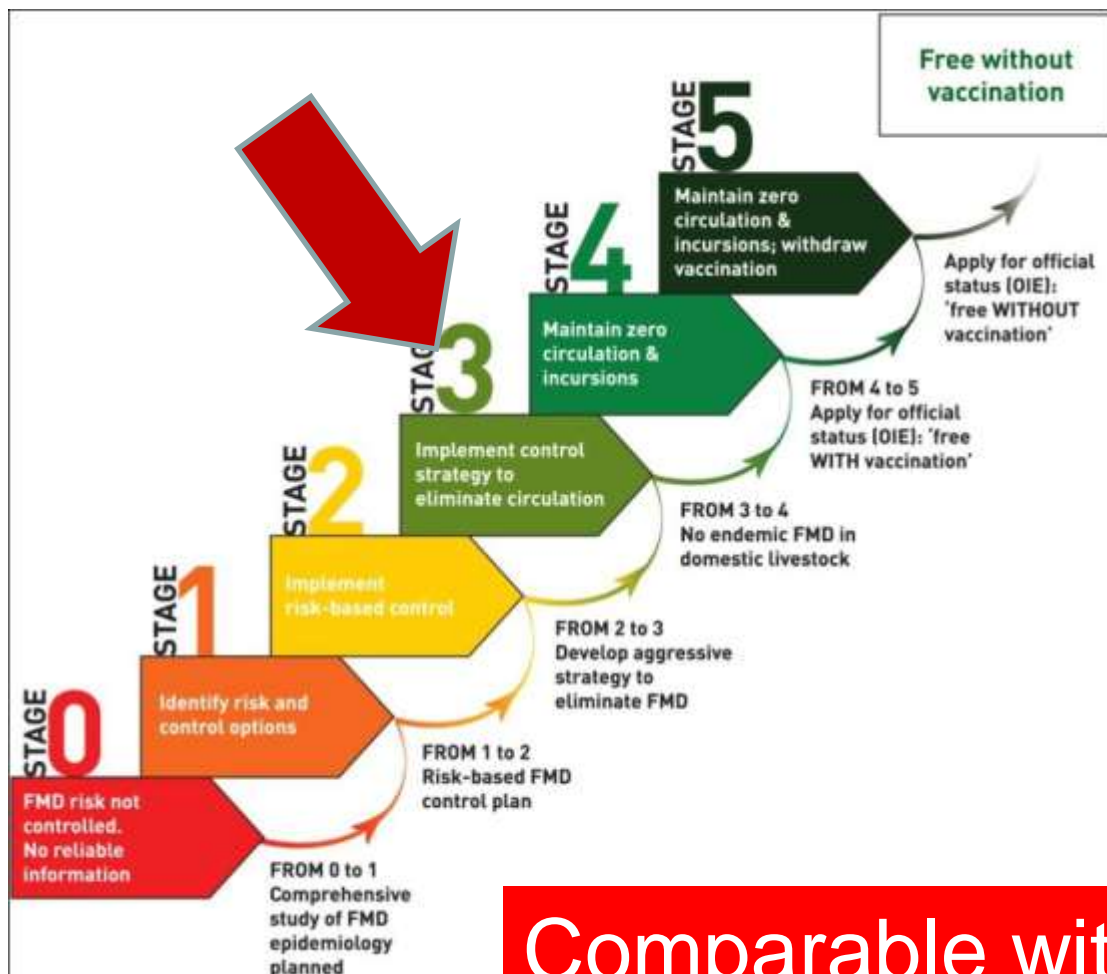 Free without
vaccination
STAGE 5
Maintain zero
circulation &
incursions; withdraw
vaccination
Apply for official
status (OIE):
'free WITHOUT
vaccination'
STAGE 4
Maintain zero
circulation &
incursions
FROM 4 to 5
Apply for official
status (OIE): 'free
WITH vaccination'
STAGE 3
Implement control
strategy to
eliminate circulation
FROM 3 to 4
No endemic FMD in
domestic livestock
STAGE 2
Implement
risk-based control
FROM 2 to 3
Develop aggressive
strategy to
eliminate FMD
STAGE 1
Identify risk and
control options
FROM 1 to 2
Risk-based FMD
control plan
STAGE 0
FMD risk not
controlled.
No reliable
information
FROM 0 to 1
Comprehensive
study of FMD
epidemiology
planned
Comparable wit